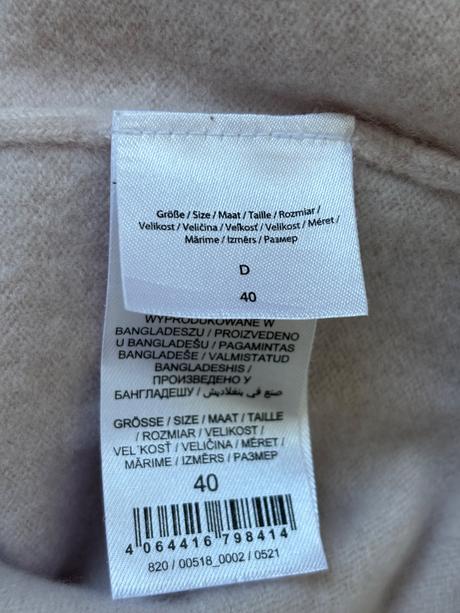 Größe / Size / Maat / Taille / Rozmiar /
Velikost / Veličina / Veľkosť / Velikost / Méret /
Mărime / Izmērs / Размер
D
40
WYPRODUKOWANE W
BANGLADESZU / PROIZVEDENO
U BANGLADEŠU / PAGAMINTAS
BANGLADEŠE / VALMISTATUD
BANGLADESHIS /
ПРОИЗВЕДЕНО У
БАНГЛАДЕШУ / صنع في بنغلاديش
GRÖSSE / SIZE / MAAT / TAILLE
/ ROZMIAR / VELIKOST /
VEL´KOSŤ / VELIČINA / MÉRET /
MĂRIME / IZMĒRS / РАЗМЕР
40
4 064416 798414
820 / 00518_0002 / 0521